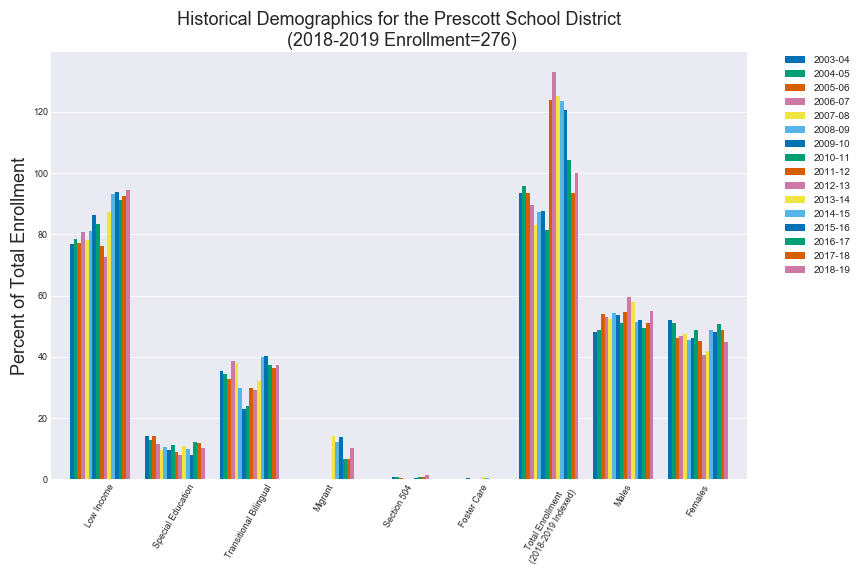 Historical Demographics for the Prescott School District
(2018-2019 Enrollment=276)
Percent of Total Enrollment
120
100
80
60
40
20
0
Low Income
Special Education
Transitional Bilingual
Migrant
Section 504
Foster Care
Total Enrollment
(2018-2019 Indexed)
Males
Females
2003-04
2004-05
2005-06
2006-07
2007-08
2008-09
2009-10
2010-11
2011-12
2012-13
2013-14
2014-15
2015-16
2016-17
2017-18
2018-19